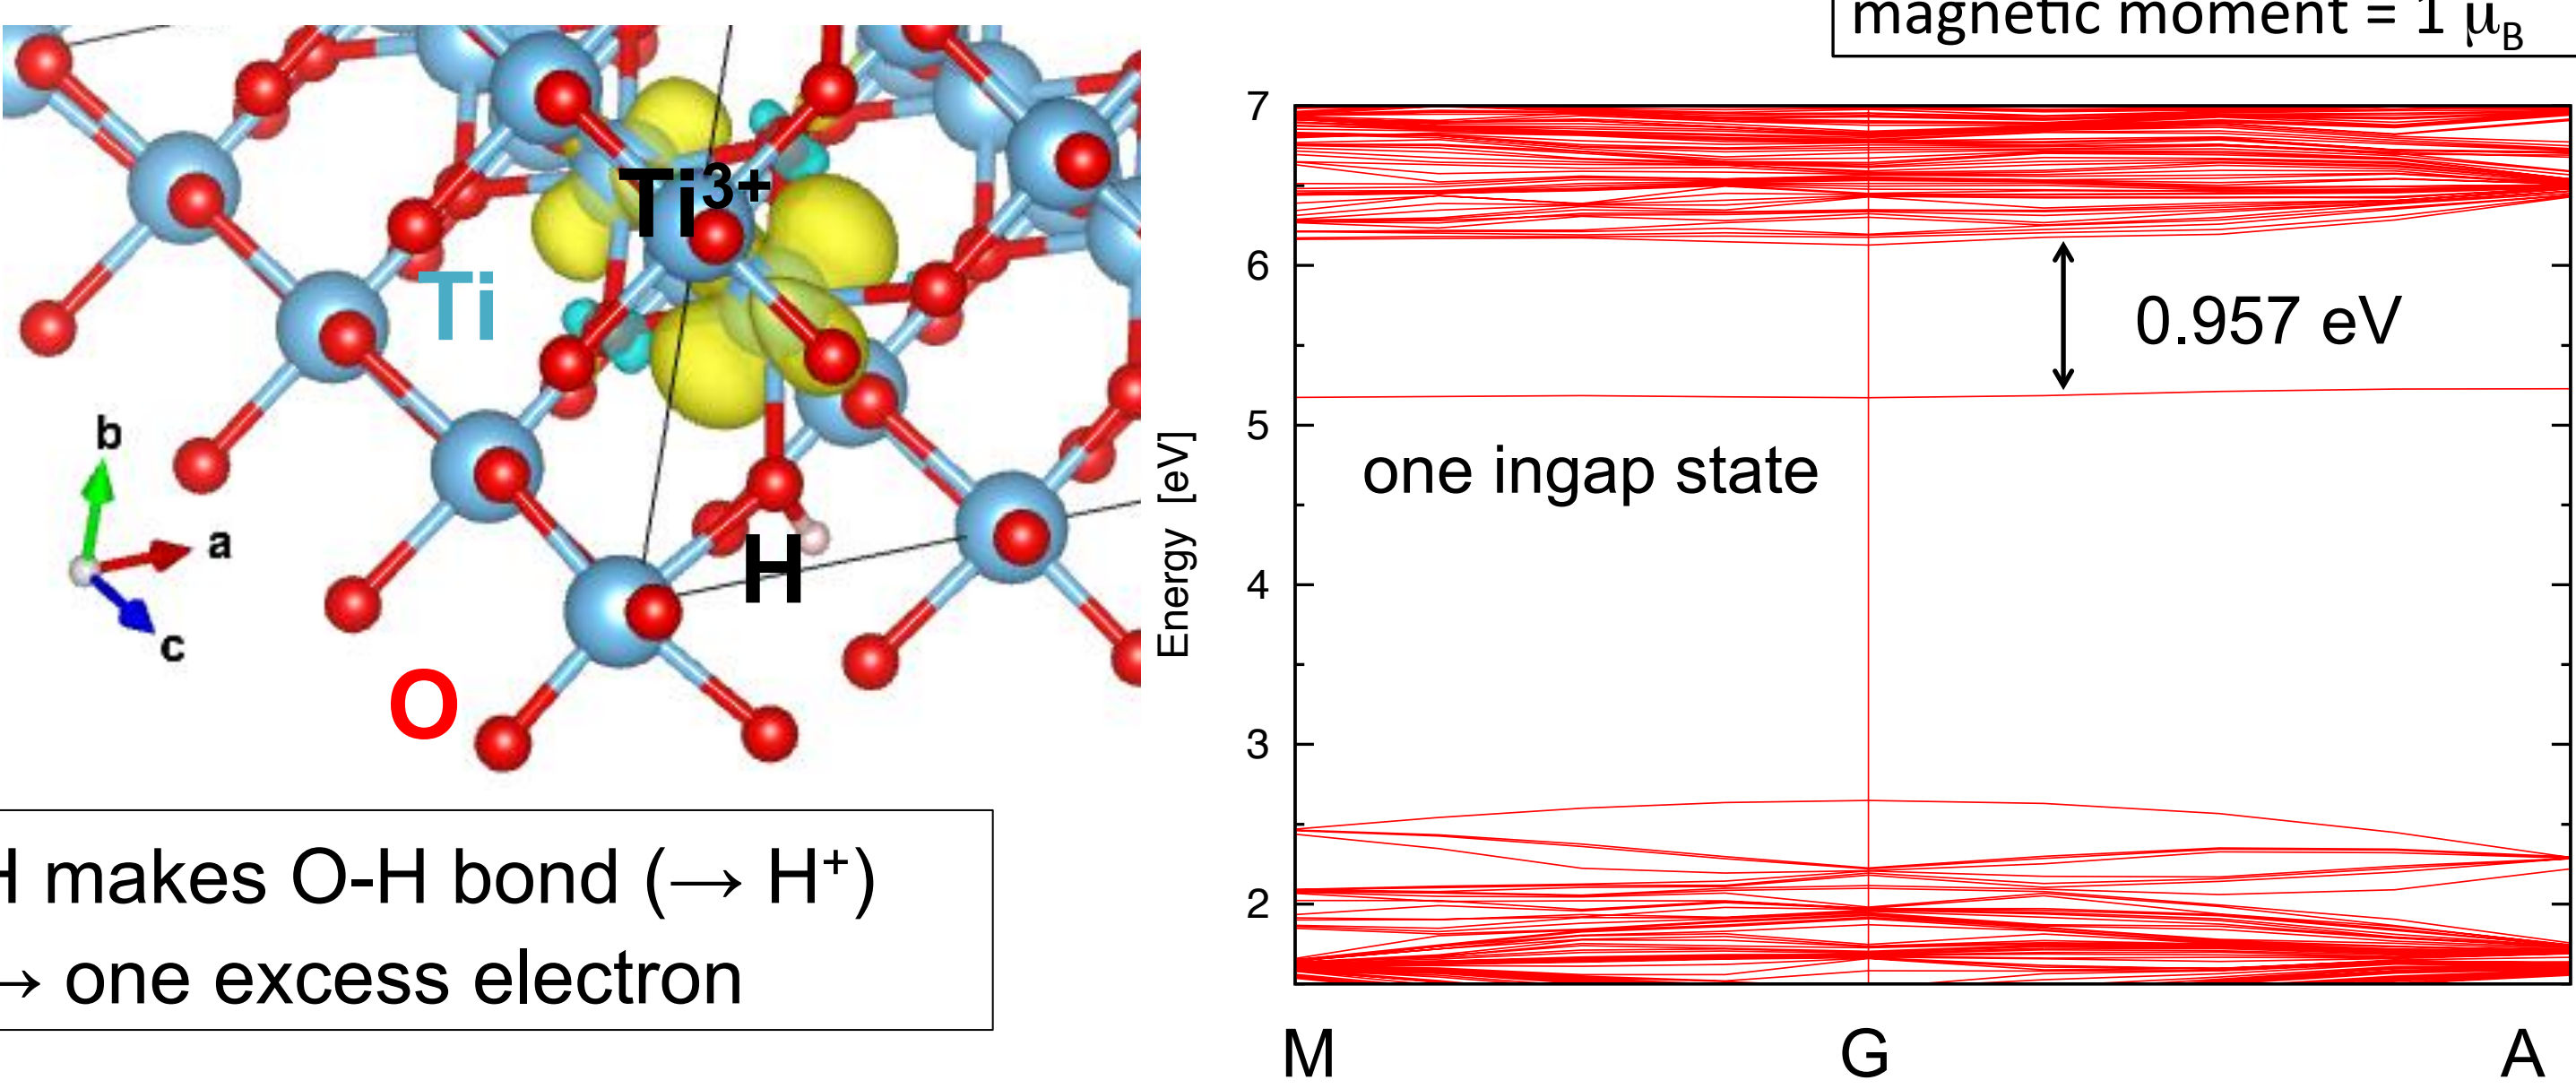 magnetic moment = 1 μB
Ti3+
Ti
b
a
c
H
O
H makes O-H bond (→ H+)
→ one excess electron
7
6
5
4
3
2
Energy [eV]
0.957 eV
one ingap state
M
G
A